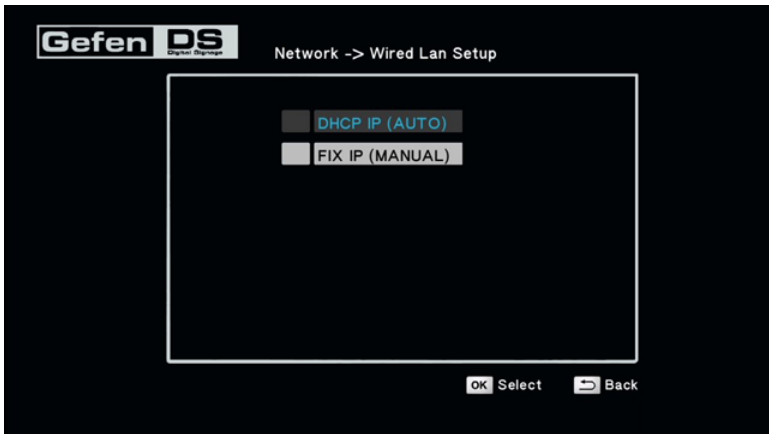 Gefen DS
Digital Signage
Network -> Wired Lan Setup
DHCP IP (AUTO)
FIX IP (MANUAL)
OK Select Back